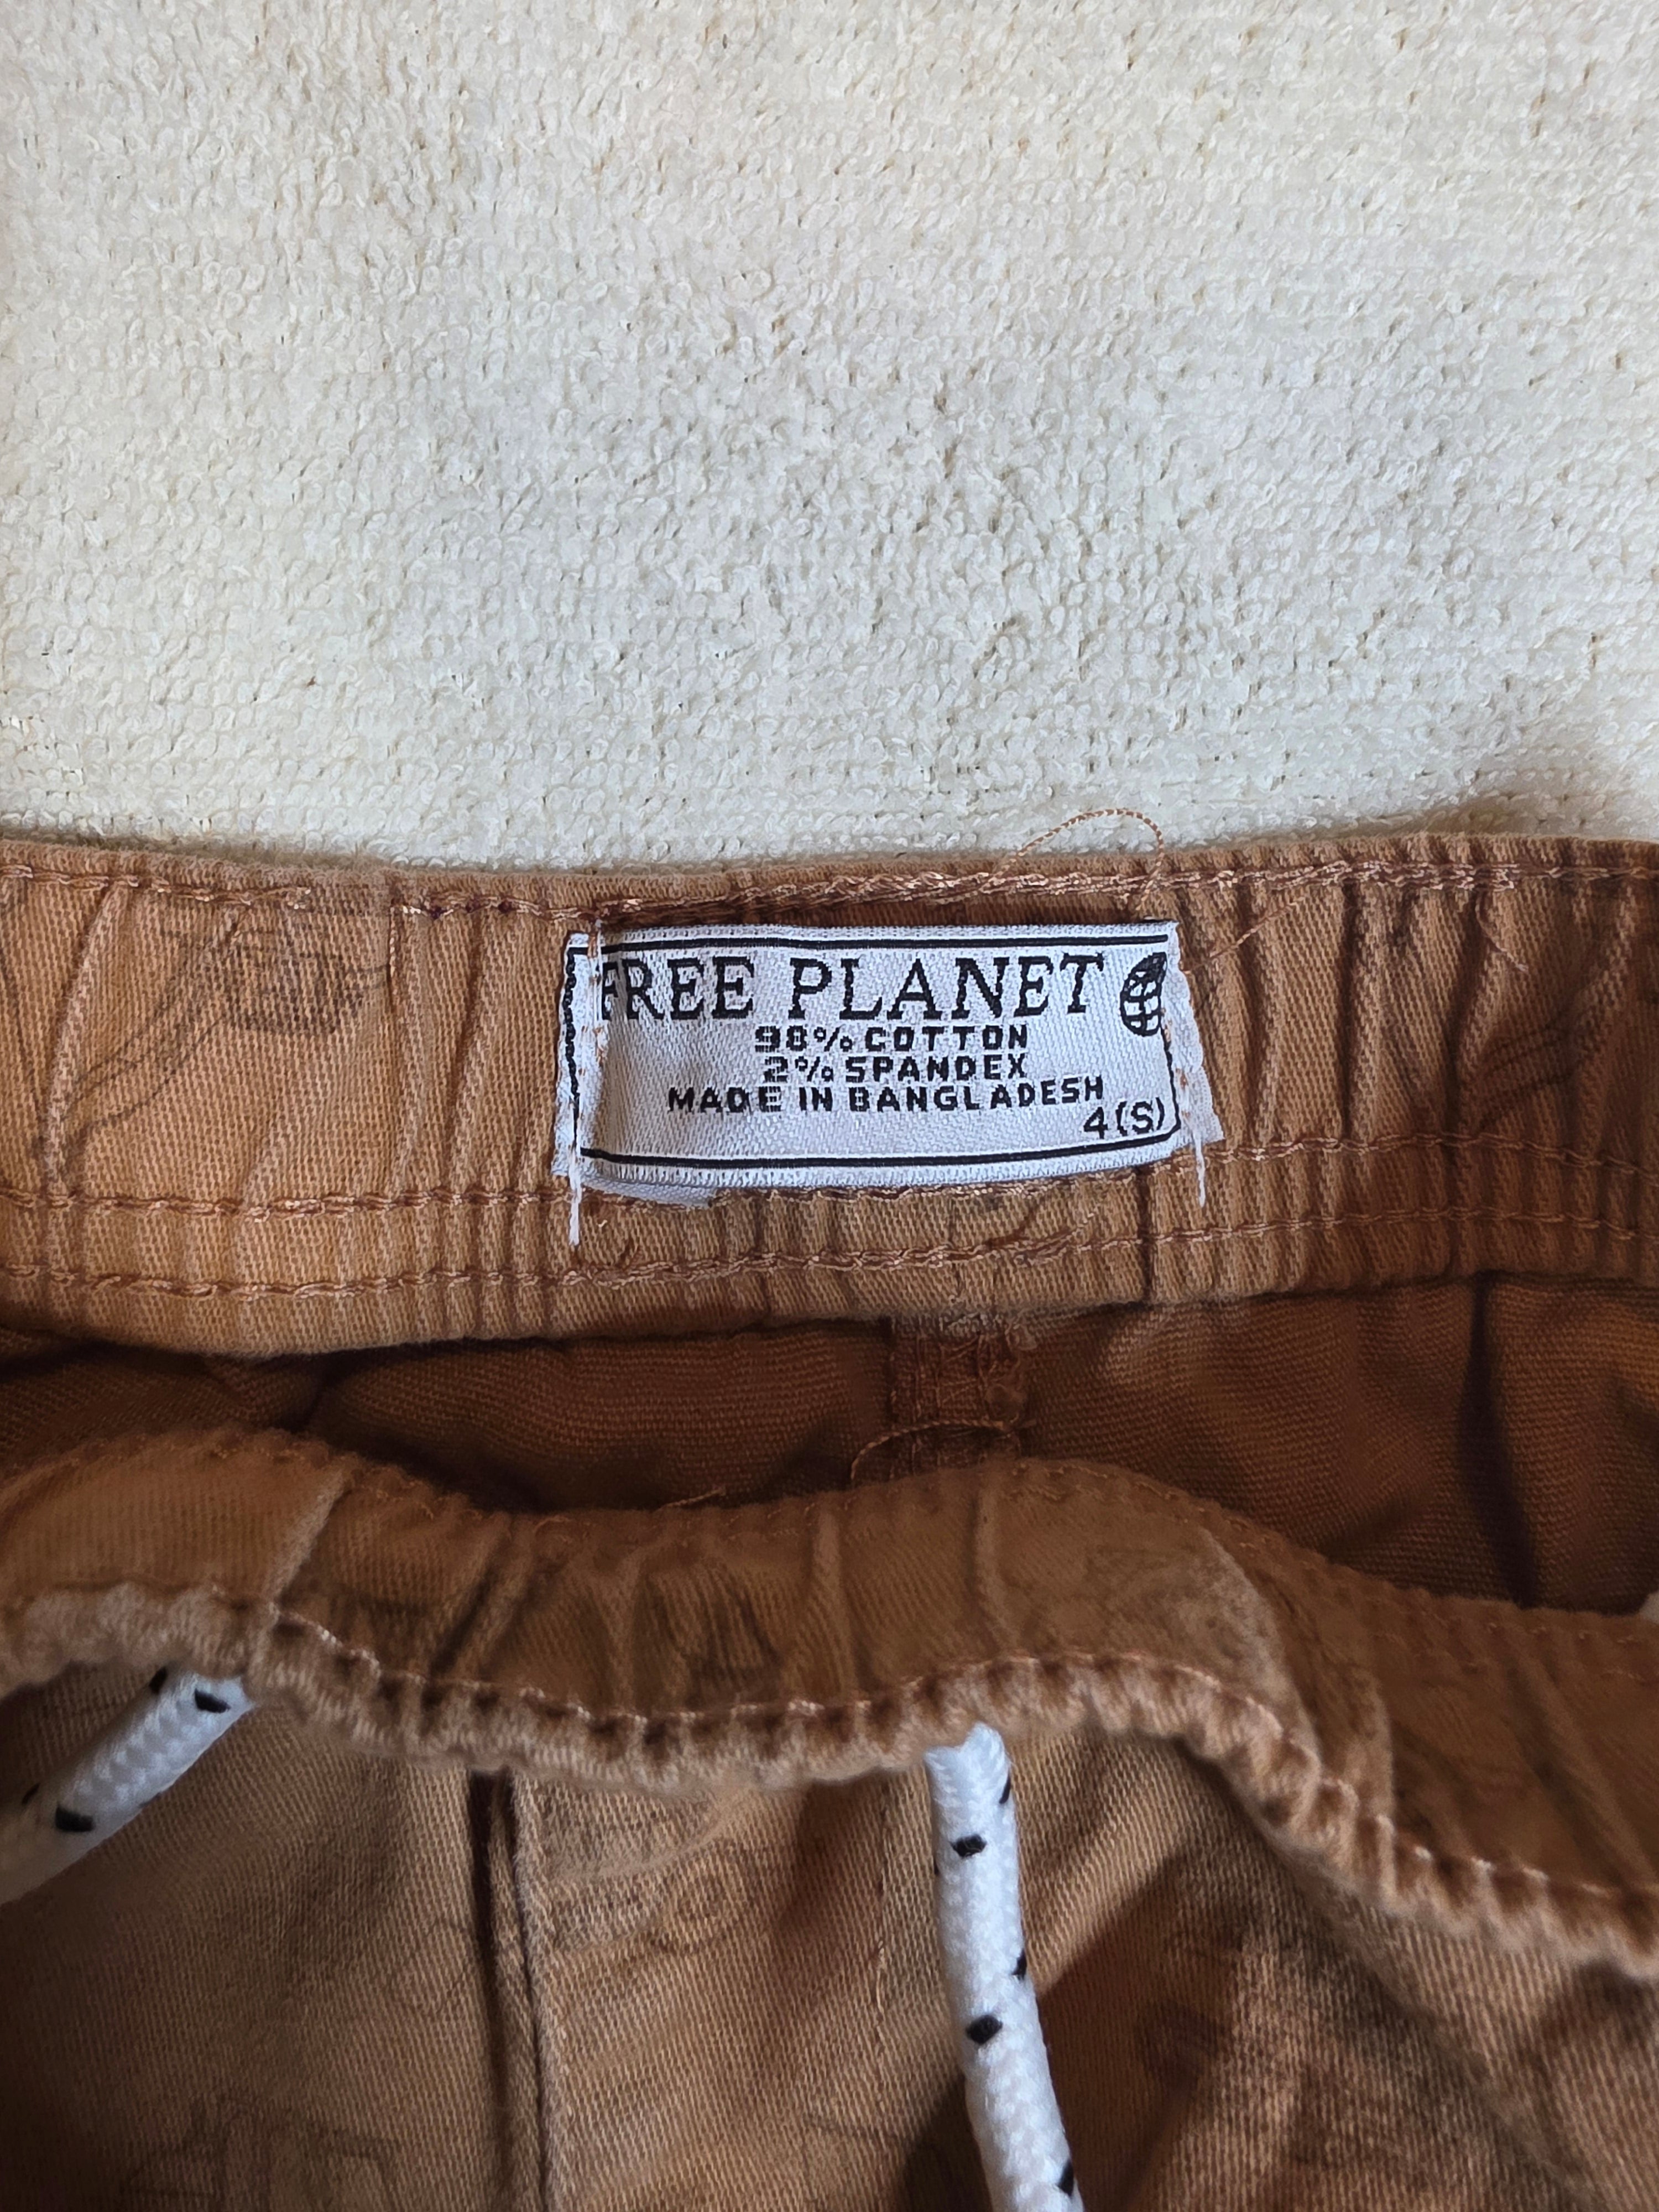 FREE PLANET
98% COTTON
2% SPANDEX
MADE IN BANGLADESH
4(S)